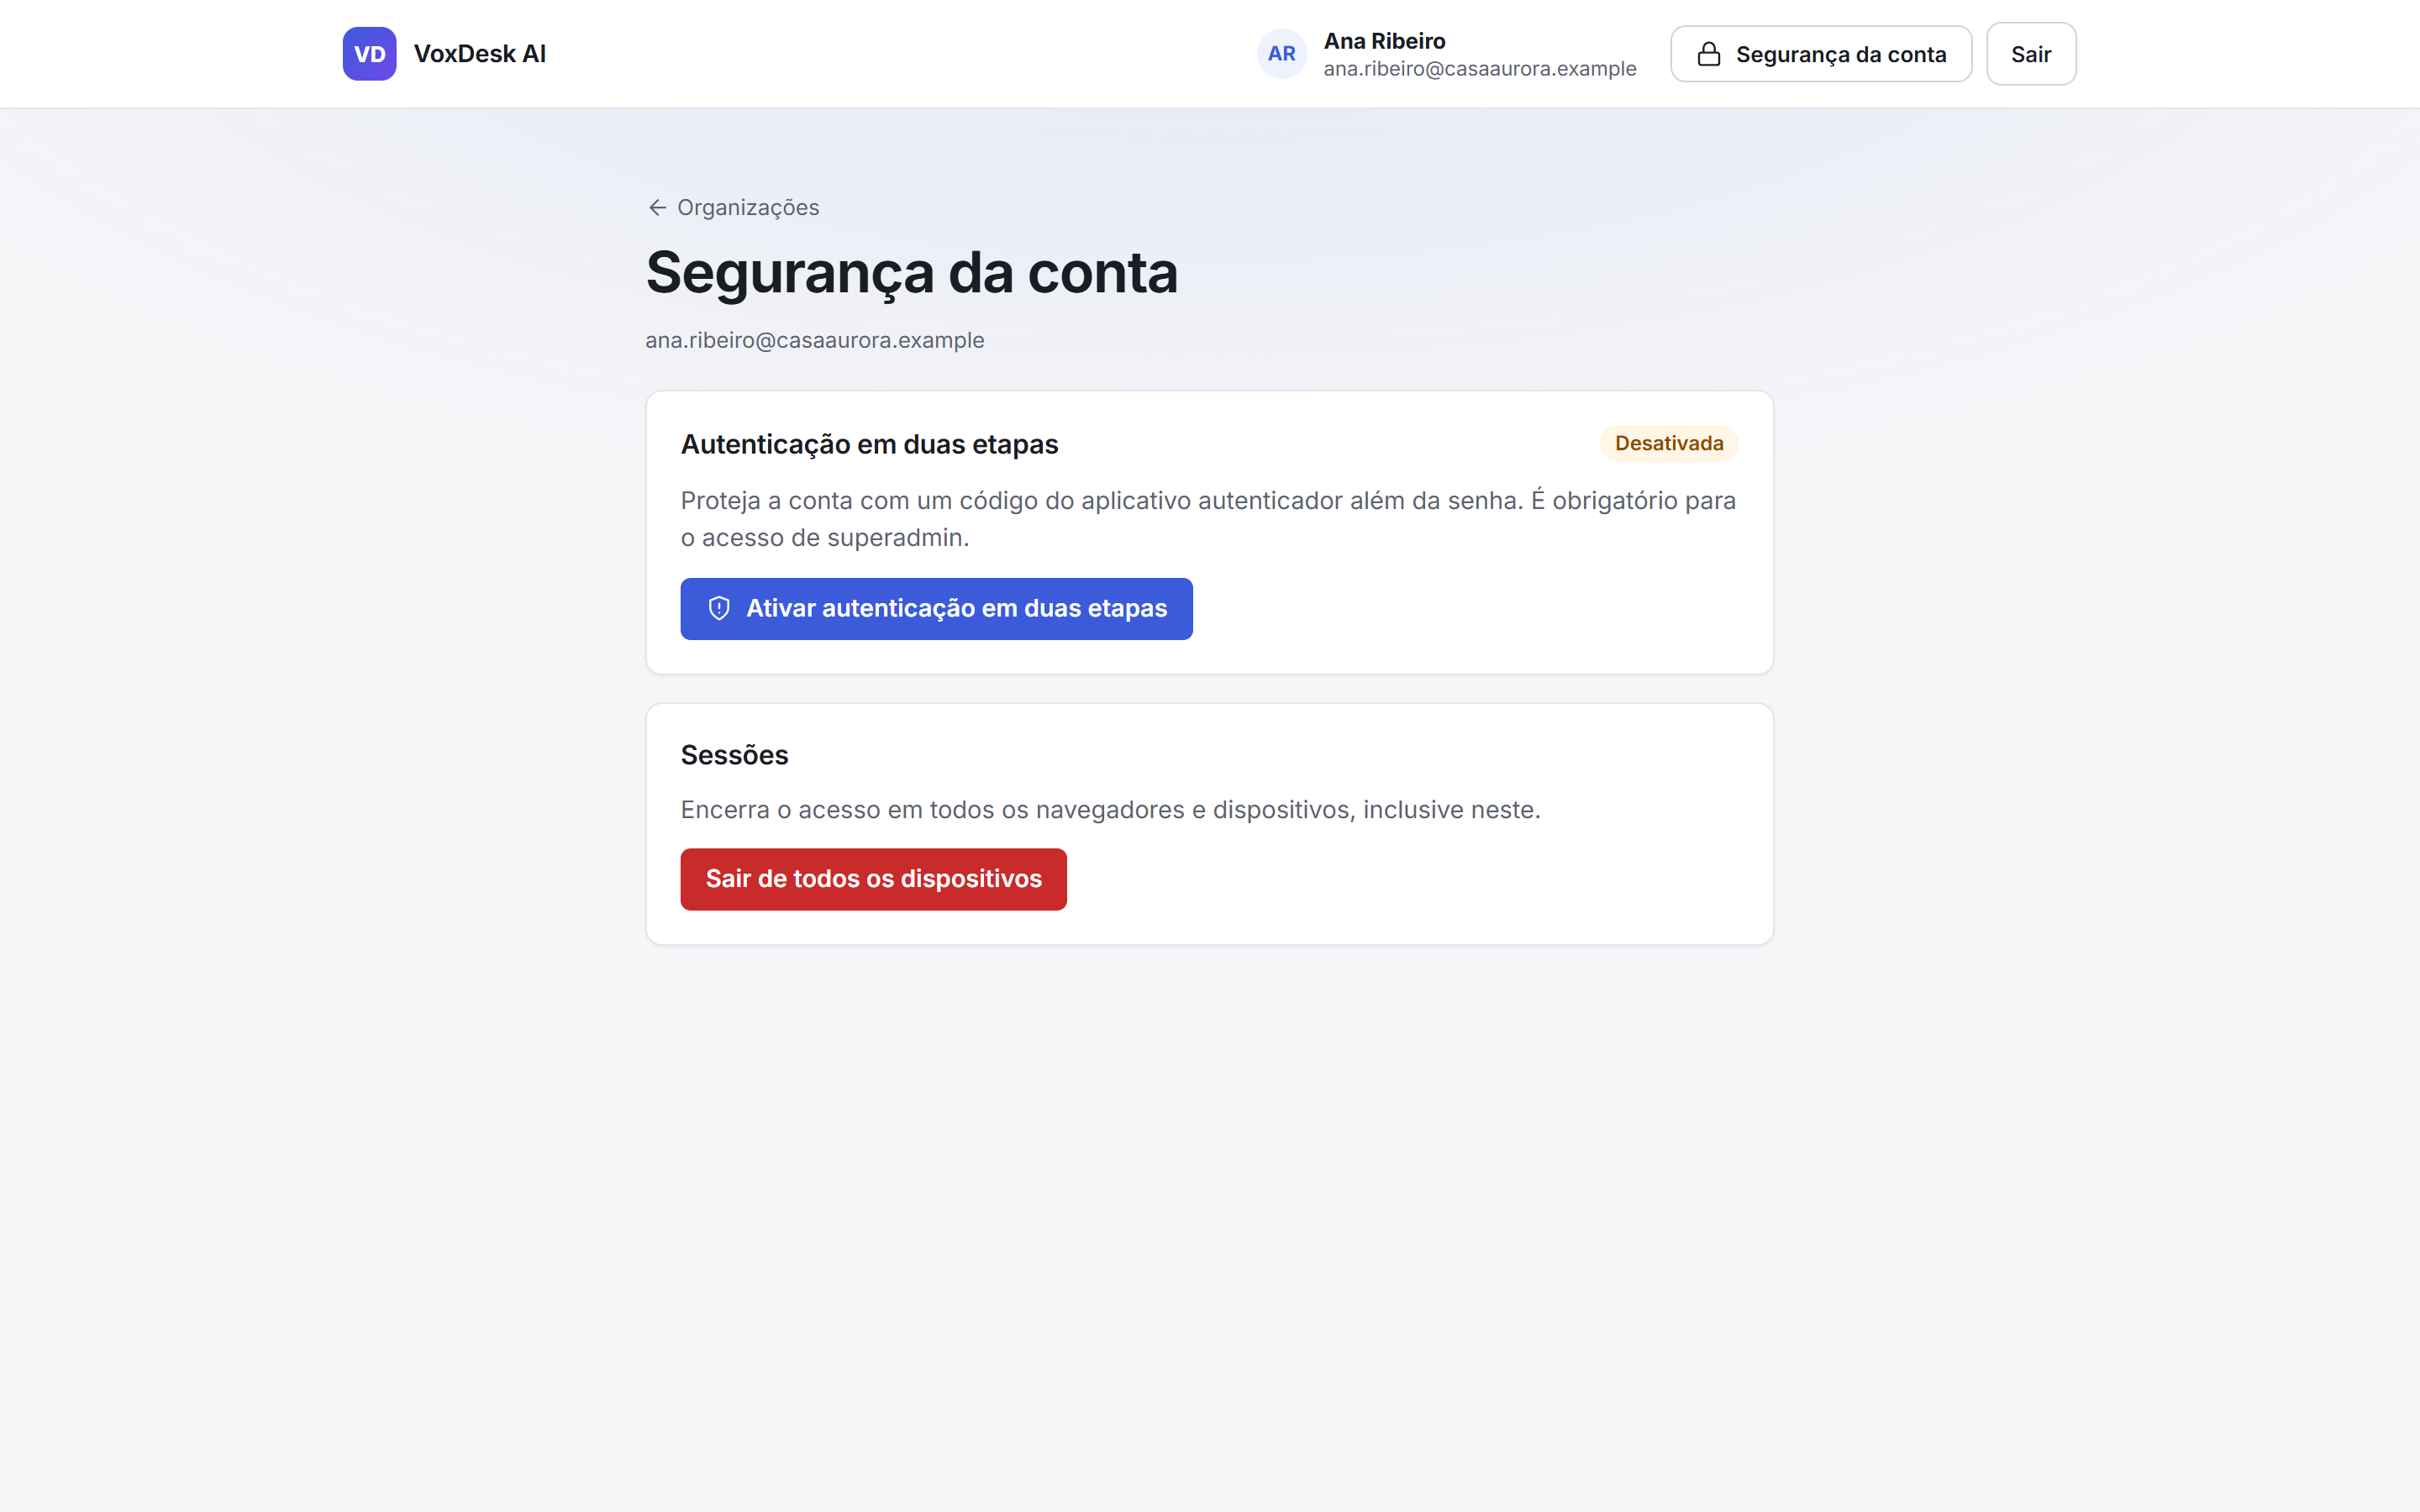 VD VoxDesk AI
AR Ana Ribeiro
ana.ribeiro@casaaurora.example
Segurança da conta
Sair
Organizações
Segurança da conta
ana.ribeiro@casaaurora.example
Autenticação em duas etapas
Desativada
Proteja a conta com um código do aplicativo autenticador além da senha. É obrigatório para
o acesso de superadmin.
Ativar autenticação em duas etapas
Sessões
Encerra o acesso em todos os navegadores e dispositivos, inclusive neste.
Sair de todos os dispositivos